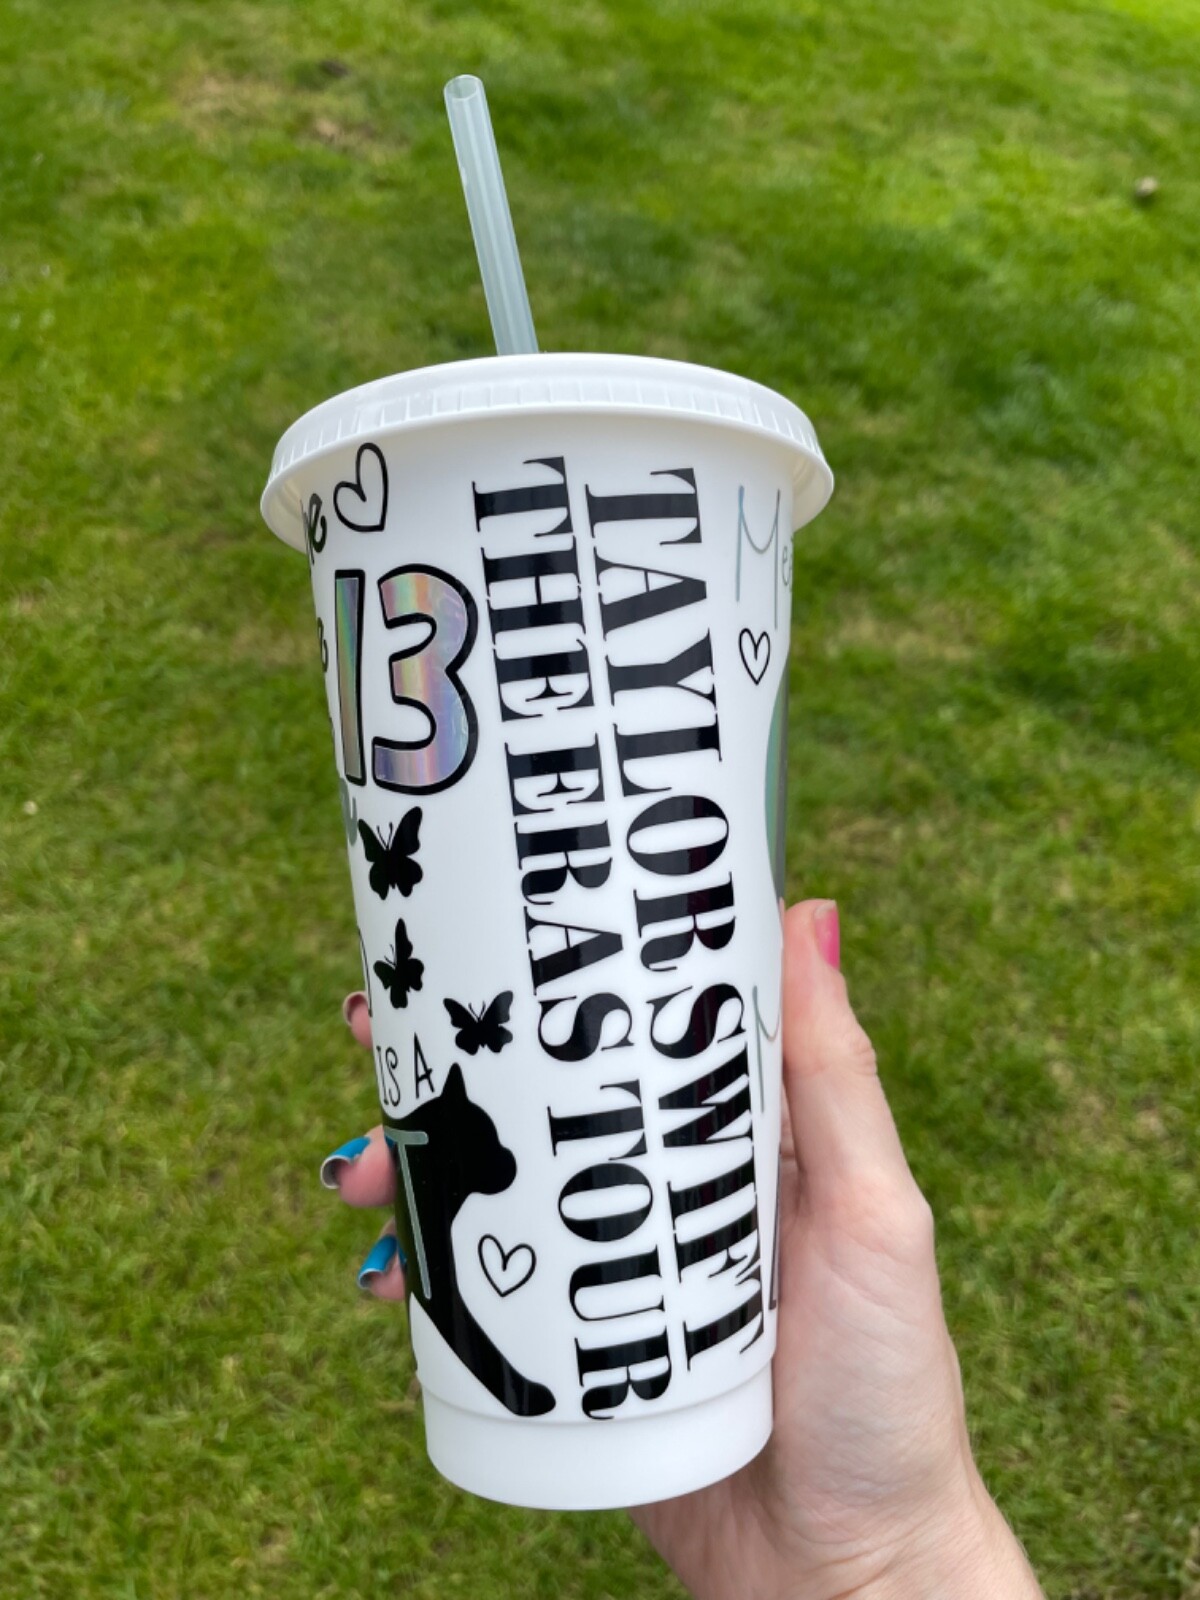 13
IS A
TAYLOR SWIFT
THE ERAS TOUR